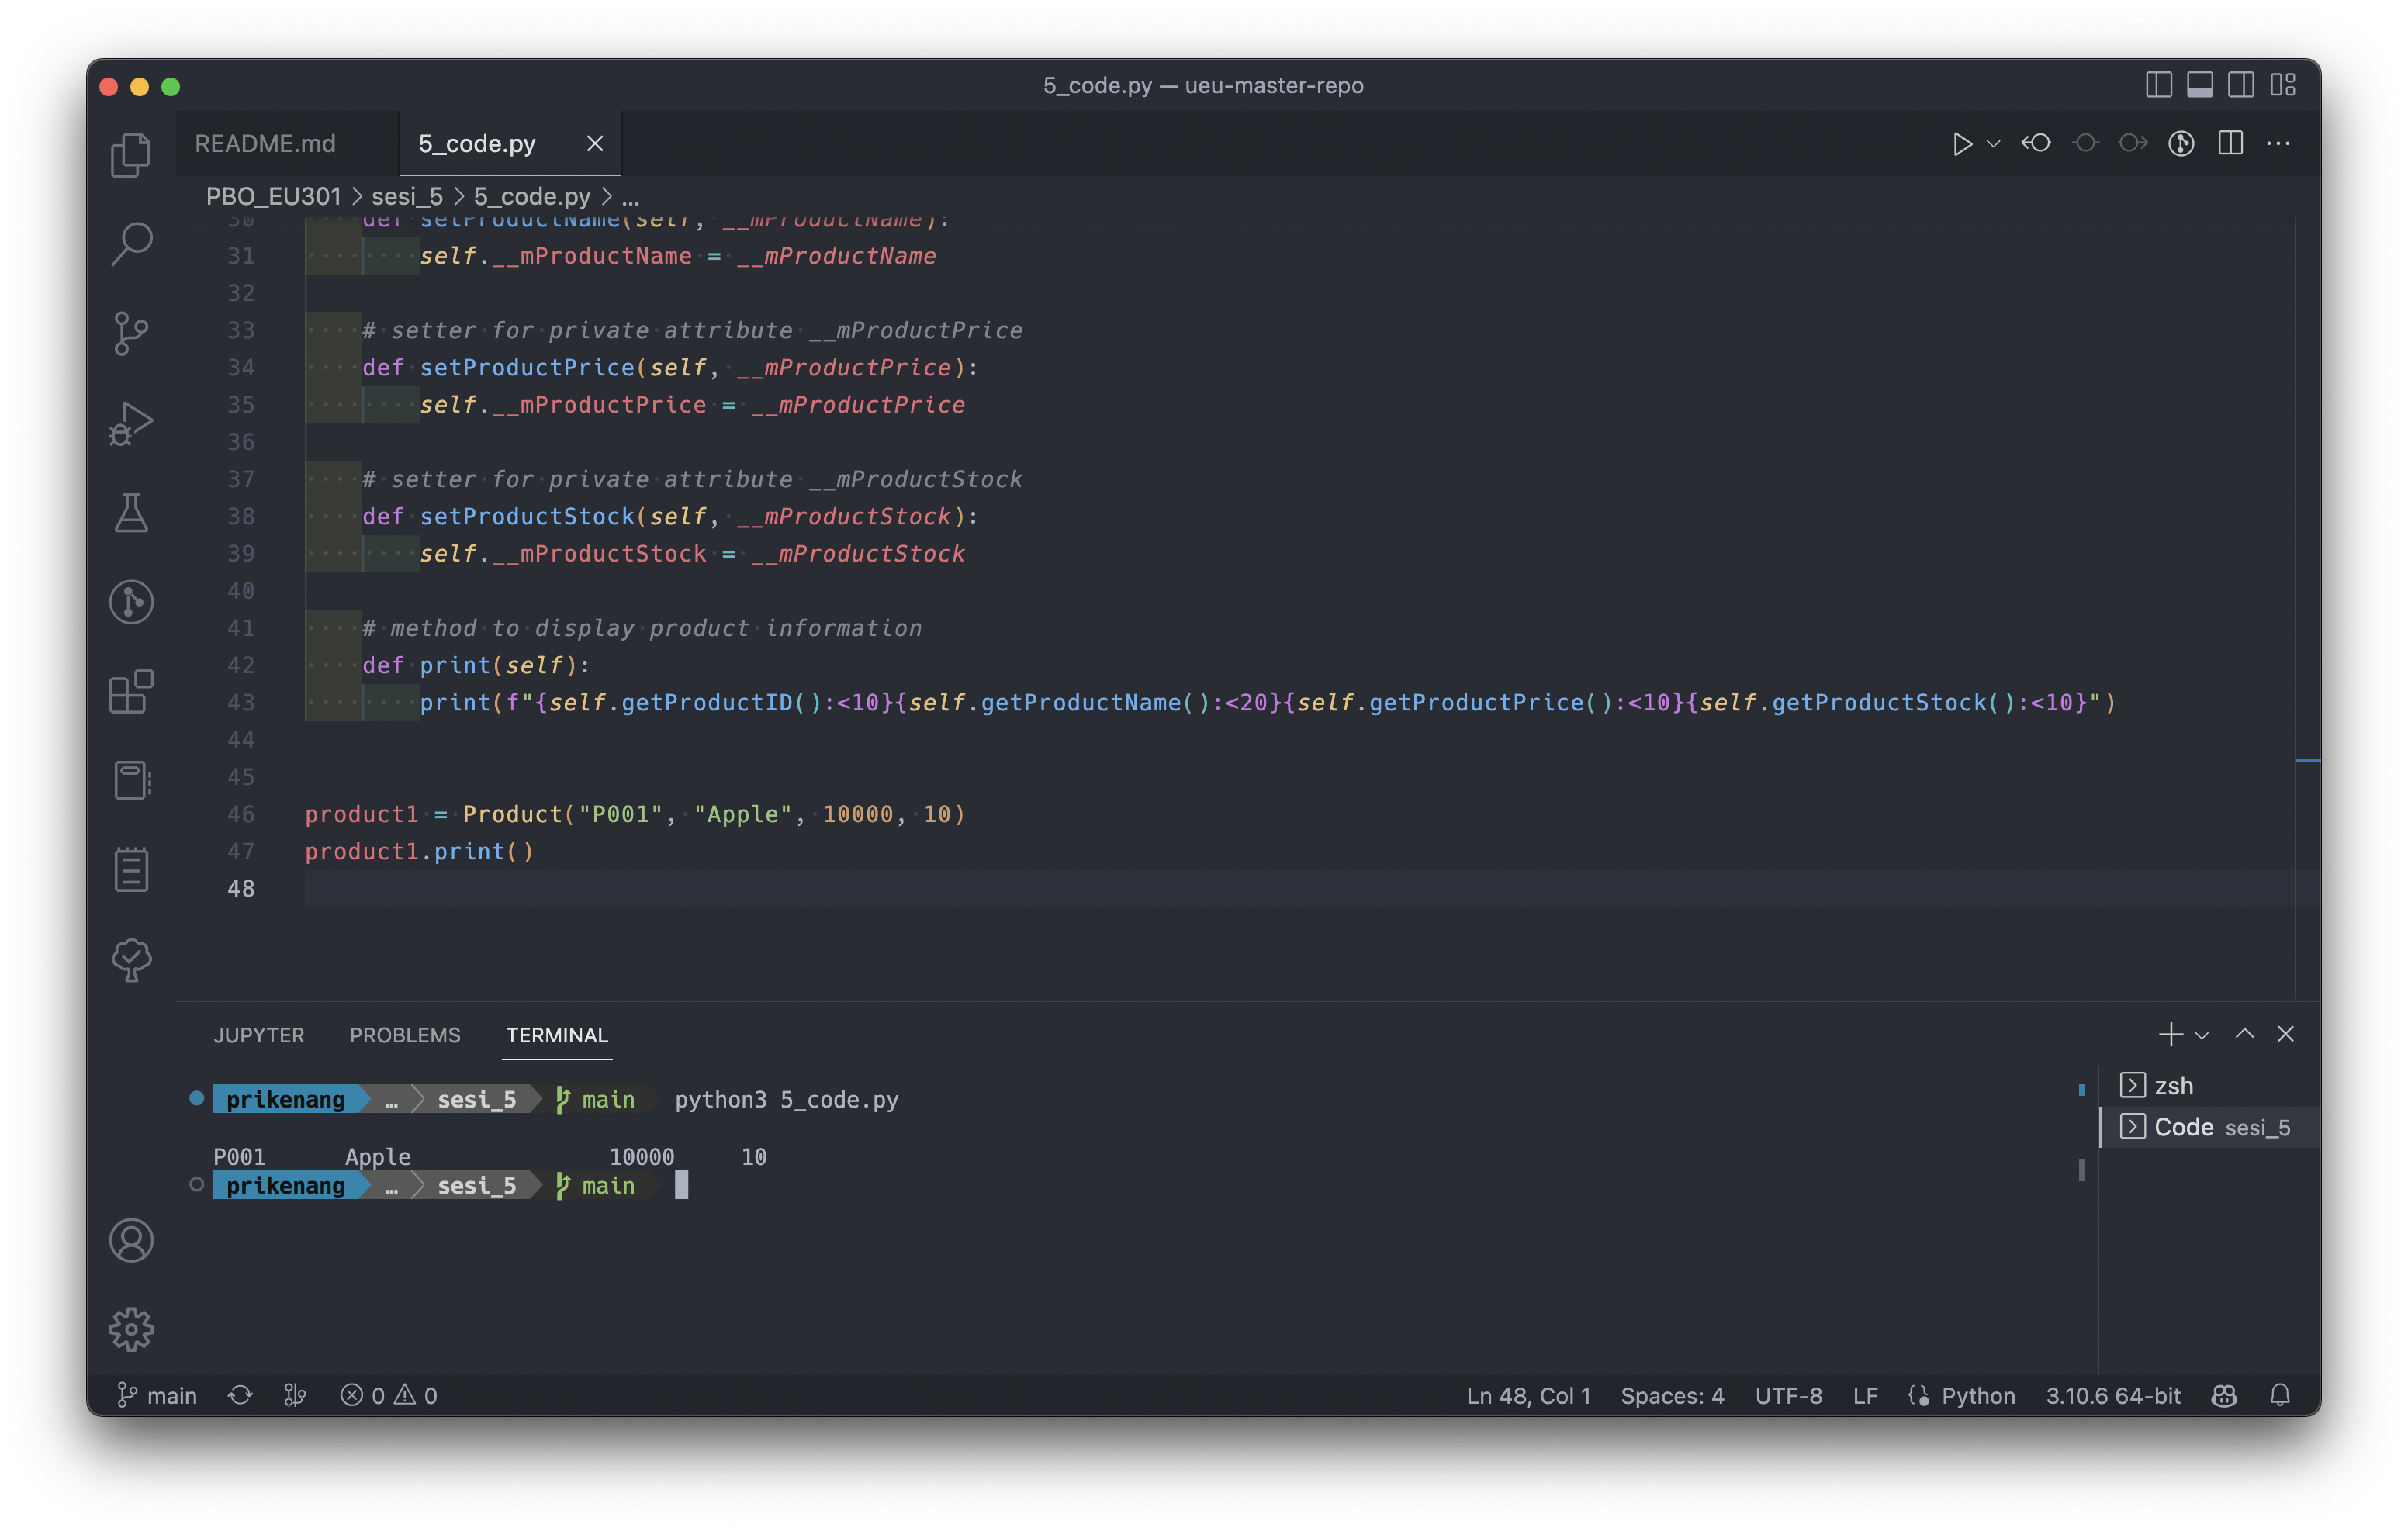 5_code.py — ueu-master-repo
README.md 5_code.py
PBO_EU301 > sesi_5 > 5_code.py > ...
30 def setProductName(self, __mProductName):
31 self.__mProductName = __mProductName
32
33 # setter for private attribute __mProductPrice
34 def setProductPrice(self, __mProductPrice):
35 self.__mProductPrice = __mProductPrice
36
37 # setter for private attribute __mProductStock
38 def setProductStock(self, __mProductStock):
39 self.__mProductStock = __mProductStock
40
41 # method to display product information
42 def print(self):
43 print(f"{self.getProductID():<10}{self.getProductName():<20}{self.getProductPrice():<10}{self.getProductStock():<10}")
44
45
46 product1 = Product("P001", "Apple", 10000, 10)
47 product1.print()
48
JUPYTER PROBLEMS TERMINAL
prikenang … sesi_5 main python3 5_code.py
P001 Apple 10000 10
prikenang … sesi_5 main
zsh
Code sesi_5
main 0 0 Ln 48, Col 1 Spaces: 4 UTF-8 LF Python 3.10.6 64-bit